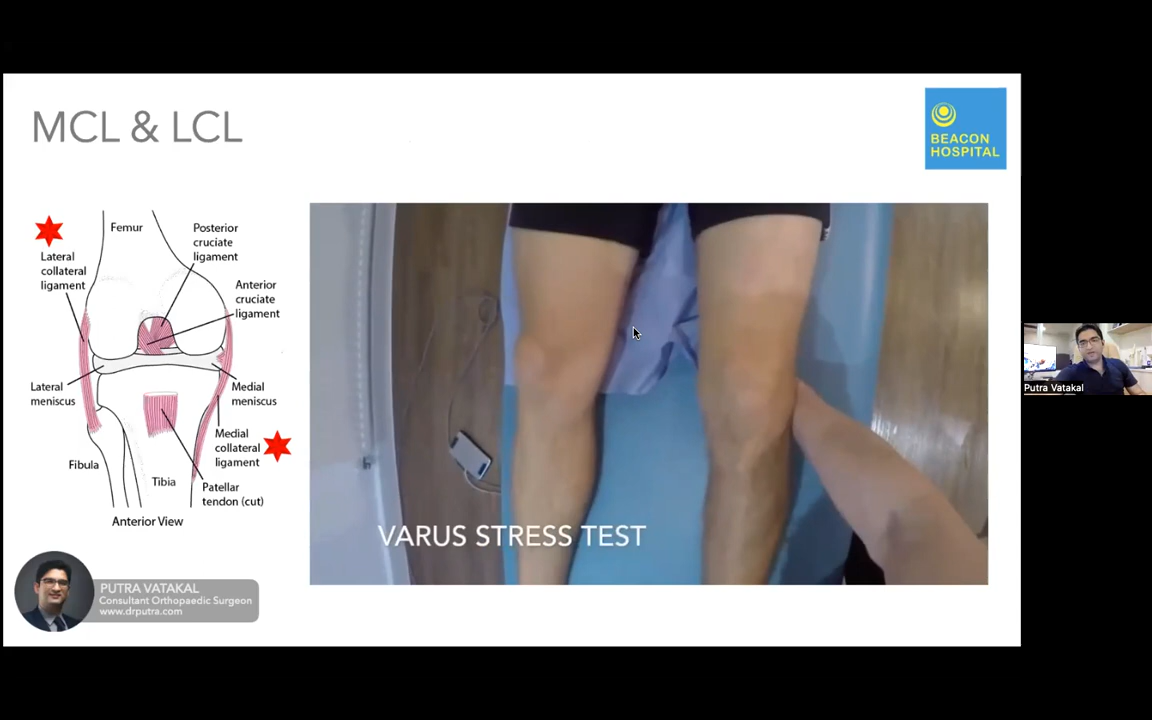 MCL & LCL
BEACON
HOSPITAL
Femur
Posterior
cruciate
ligament
Lateral
collateral
ligament
Anterior
cruciate
ligament
Lateral
meniscus
Medial
meniscus
Medial
collateral
ligament
Fibula
Tibia
Patellar
tendon (cut)
Anterior View
VARUS STRESS TEST
PUTRA VATAKAL
Consultant Orthopaedic Surgeon
www.drputra.com
Putra Vatakal